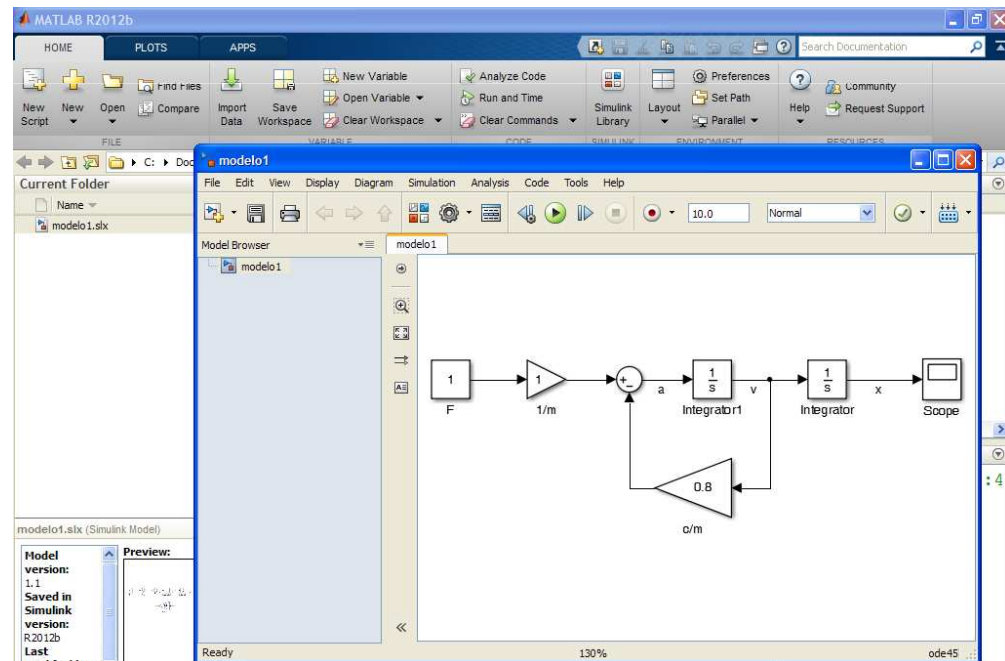 MATLAB R2012b
HOME PLOTS APPS
Search Documentation
New Script
New
Open
Find Files
Compare
Import Data
Save Workspace
New Variable
Open Variable
Clear Workspace
Analyze Code
Run and Time
Clear Commands
Simulink Library
Layout
Preferences
Set Path
Parallel
Help
Community
Request Support
FILE VARIABLE CODE SIMULINK ENVIRONMENT RESOURCES
C: Doc
Current Folder
Name
modelo1.slx
modelo1
File Edit View Display Diagram Simulation Analysis Code Tools Help
10.0 Normal
Model Browser
modelo1
modelo1
1
F
1
1/m
+
-
a
1
s
Integrator1
v
1
s
Integrator
x
Scope
0.8
c/m
:4
modelo1.slx (Simulink Model)
Model version:
1.1
Saved in Simulink version:
R2012b
Last
Preview:
Ready 130% ode45